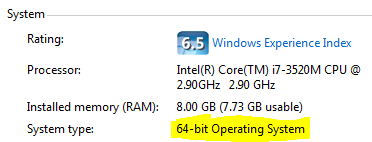 System
Rating: 6.5 Windows Experience Index
Processor: Intel(R) Core(TM) i7-3520M CPU @
2.90GHz 2.90 GHz
Installed memory (RAM): 8.00 GB (7.73 GB usable)
System type: 64-bit Operating System